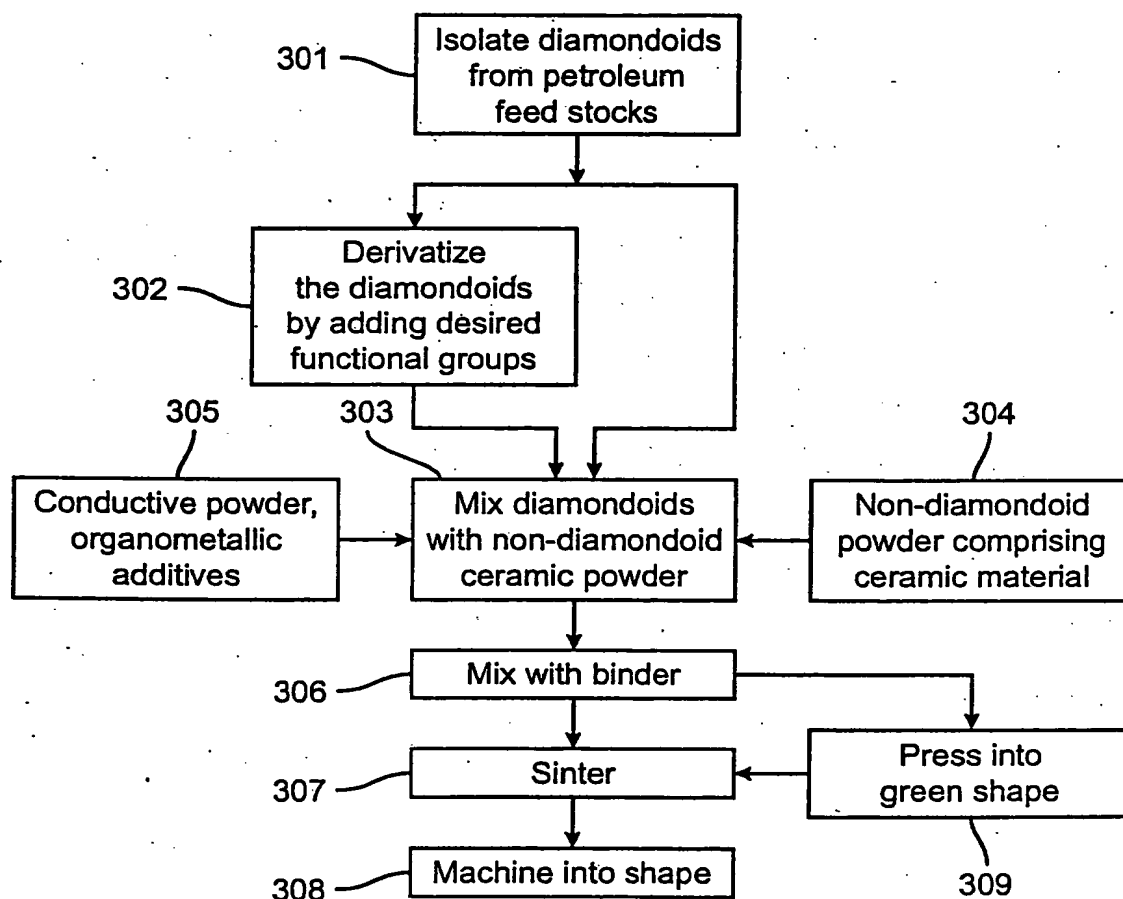 301
Isolate diamondoids
from petroleum
feed stocks
302
Derivatize
the diamondoids
by adding desired
functional groups
305
303
304
Conductive powder,
organometallic
additives
Mix diamondoids
with non-diamondoid
ceramic powder
Non-diamondoid
powder comprising
ceramic material
306
Mix with binder
307
Sinter
Press into
green shape
308
Machine into shape
309